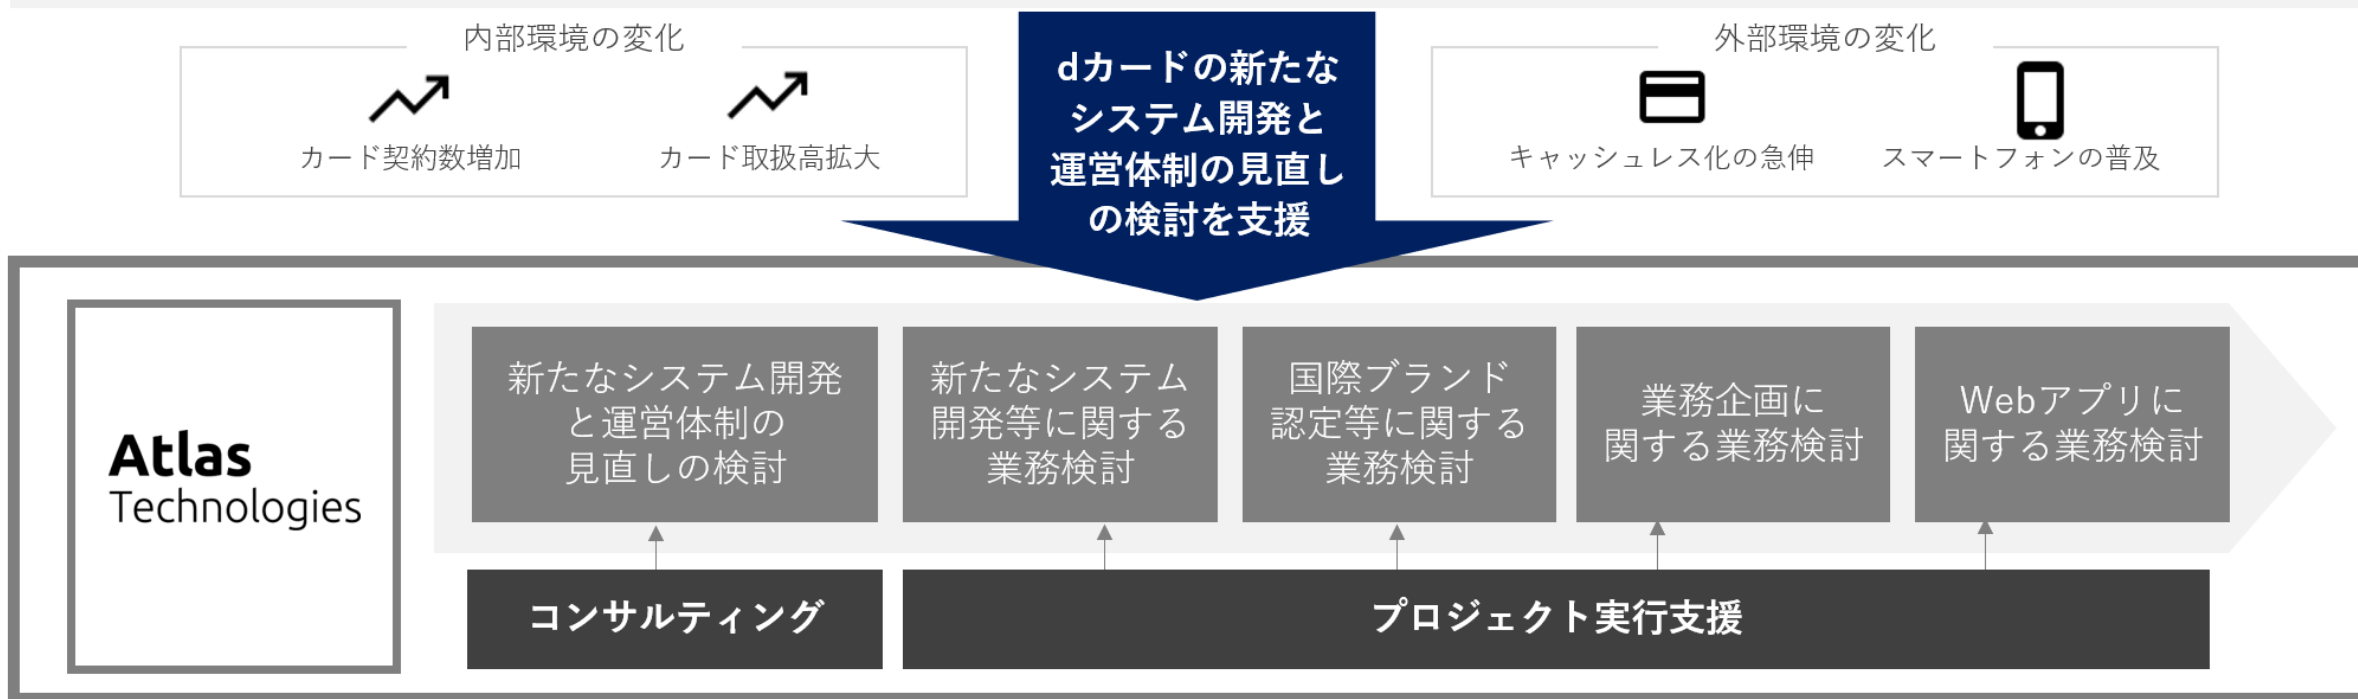 内部環境の変化
カード契約数増加
カード取扱高拡大
dカードの新たな
システム開発と
運営体制の見直し
の検討を支援
外部環境の変化
キャッシュレス化の急伸
スマートフォンの普及
Atlas
Technologies
新たなシステム開発
と運営体制の
見直しの検討
新たなシステム
開発等に関する
業務検討
国際ブランド
認定等に関する
業務検討
業務企画に
関する業務検討
Webアプリに
関する業務検討
コンサルティング
プロジェクト実行支援